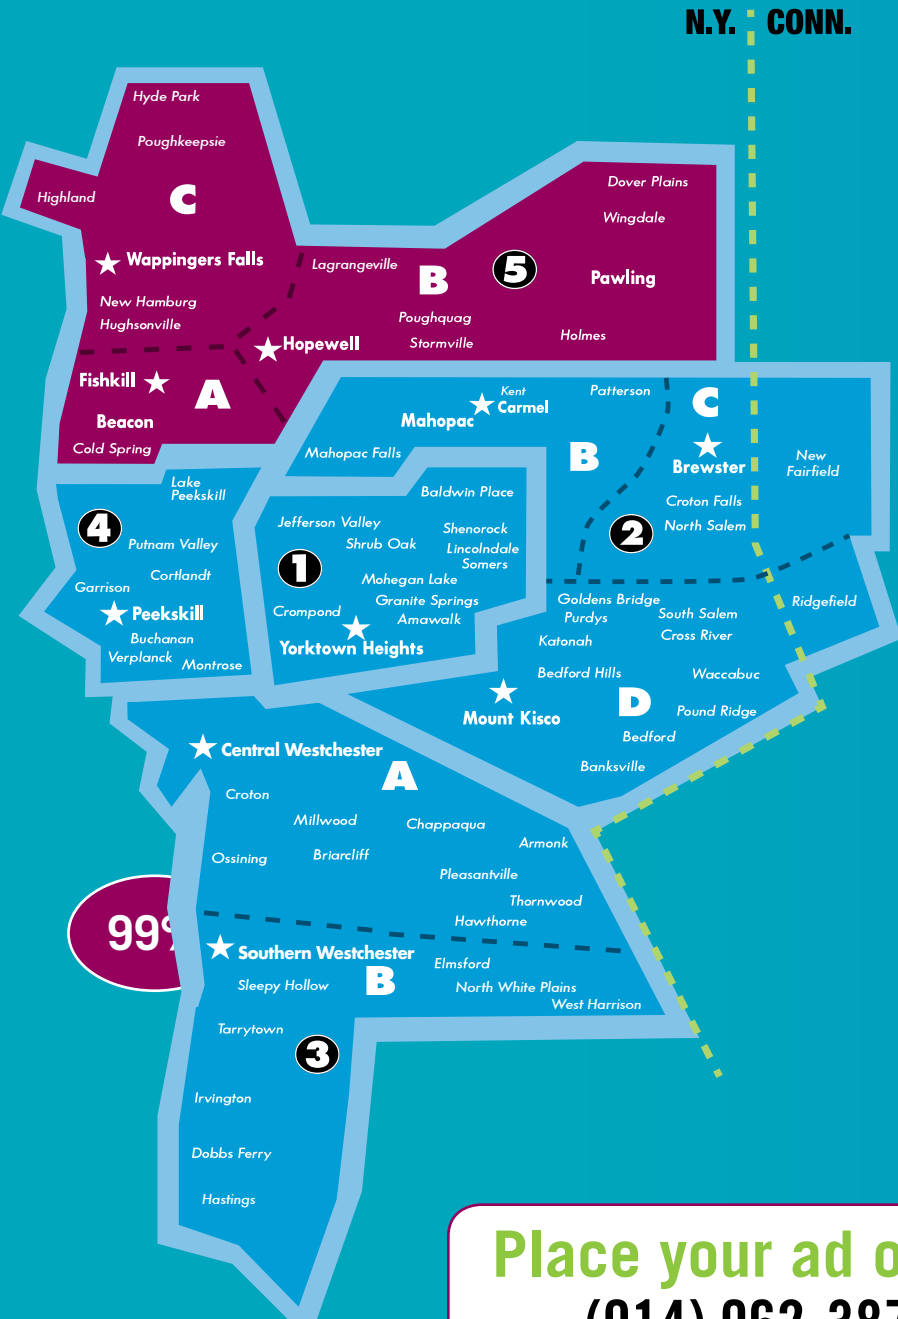 N.Y. CONN.
Hyde Park
Poughkeepsie
Highland
C
Wappingers Falls
New Hamburg
Hughsonville
Dover Plains
Wingdale
Lagrangeville
B
5
Pawling
Poughquag
Stormville
Holmes
Hopewell
Fishkill
A
Beacon
Cold Spring
Kent
Carmel
Mahopac
Patterson
C
Mahopac Falls
B
Brewster
New
Fairfield
Croton Falls
North Salem
2
Lake
Peekskill
4
Putnam Valley
Cortlandt
Garrison
Peekskill
Buchanan
Verplanck
Montrose
Baldwin Place
Jefferson Valley
Shenorock
Shrub Oak
Lincolndale
Somers
1
Mohegan Lake
Granite Springs
Crompond
Amawalk
Yorktown Heights
Goldens Bridge
Purdys
South Salem
Ridgefield
Katonah
Cross River
Bedford Hills
Waccabuc
D
Mount Kisco
Pound Ridge
Bedford
Banksville
Central Westchester
A
Croton
Millwood
Chappaqua
Armonk
Ossining
Briarcliff
Pleasantville
Thornwood
Hawthorne
99
Southern Westchester
Elmsford
B
Sleepy Hollow
North White Plains
West Harrison
Tarrytown
3
Irvington
Dobbs Ferry
Hastings
Place your ad
(914) 962-387